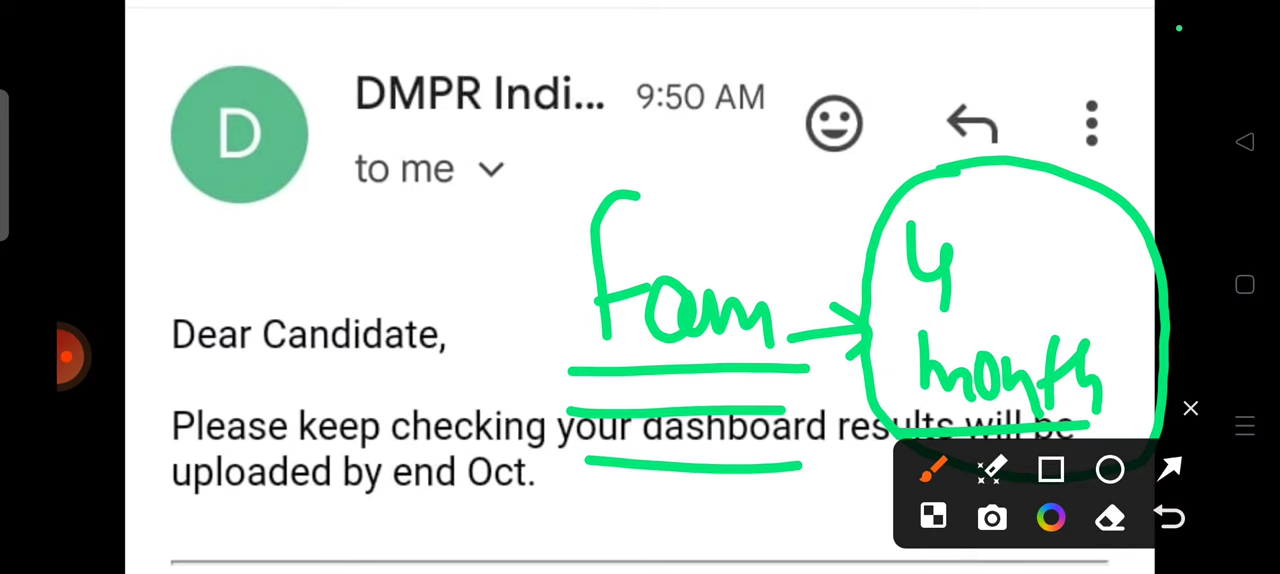 D
DMPR Indi... 9:50 AM
to me
Fam → 4
month
Dear Candidate,
Please keep checking your dashboard results will be
uploaded by end Oct.